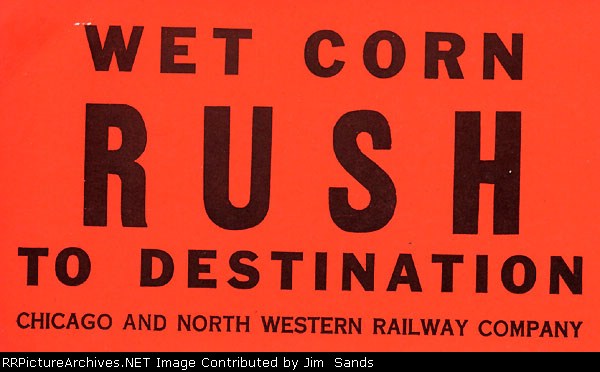 WET CORN
RUSH
TO DESTINATION
CHICAGO AND NORTH WESTERN RAILWAY COMPANY
RRPictureArchives.NET Image Contributed by Jim Sands